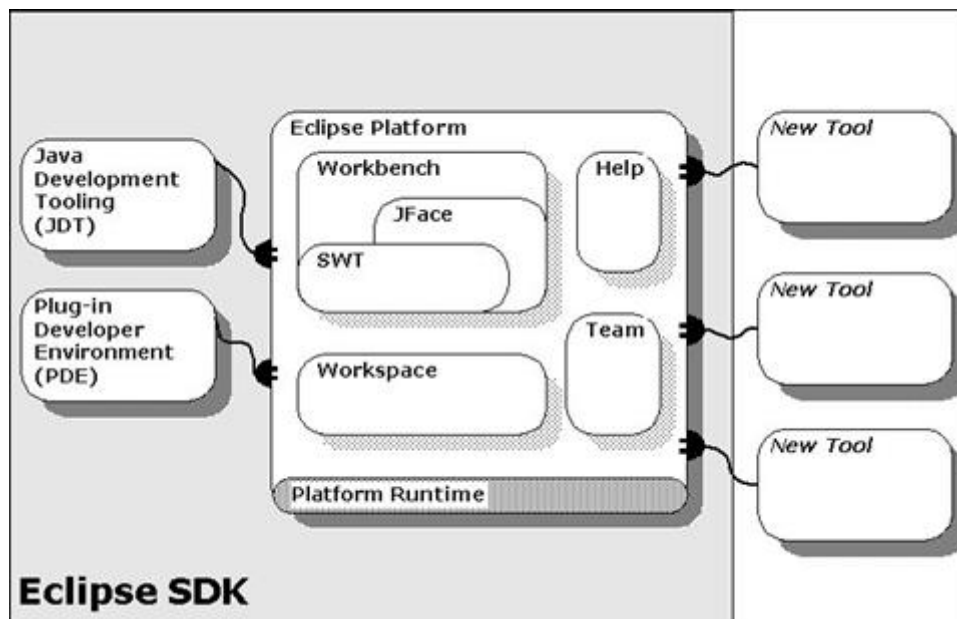 Java
Development
Tooling
(JDT)
Plug-in
Developer
Environment
(PDE)
Eclipse Platform
Workbench
JFace
SWT
Workspace
Help
Team
Platform Runtime
New Tool
New Tool
New Tool
Eclipse SDK